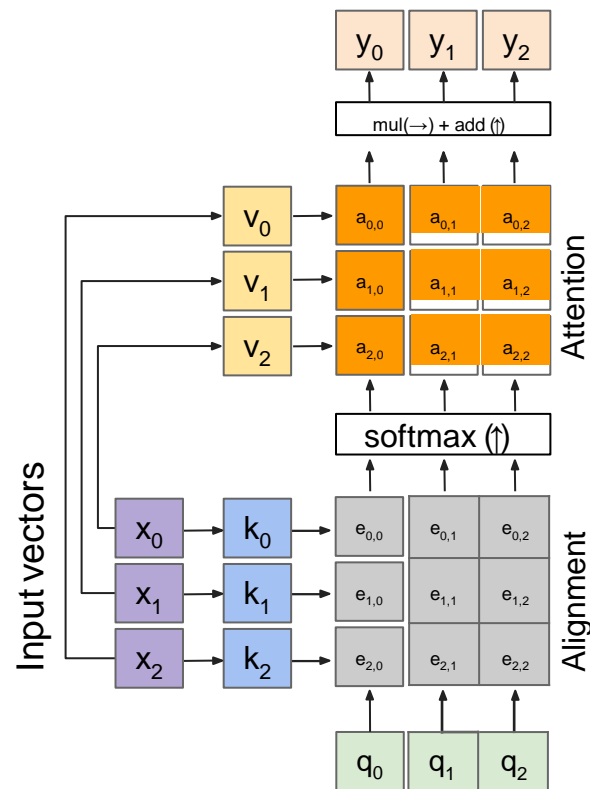 y0 y1 y2
mul(→) + add (↑)
v0 a0,0 a0,1 a0,2
v1 a1,0 a1,1 a1,2
v2 a2,0 a2,1 a2,2
Attention
softmax (↑)
Input vectors
x0 k0 e0,0 e0,1 e0,2
x1 k1 e1,0 e1,1 e1,2
x2 k2 e2,0 e2,1 e2,2
Alignment
q0 q1 q2